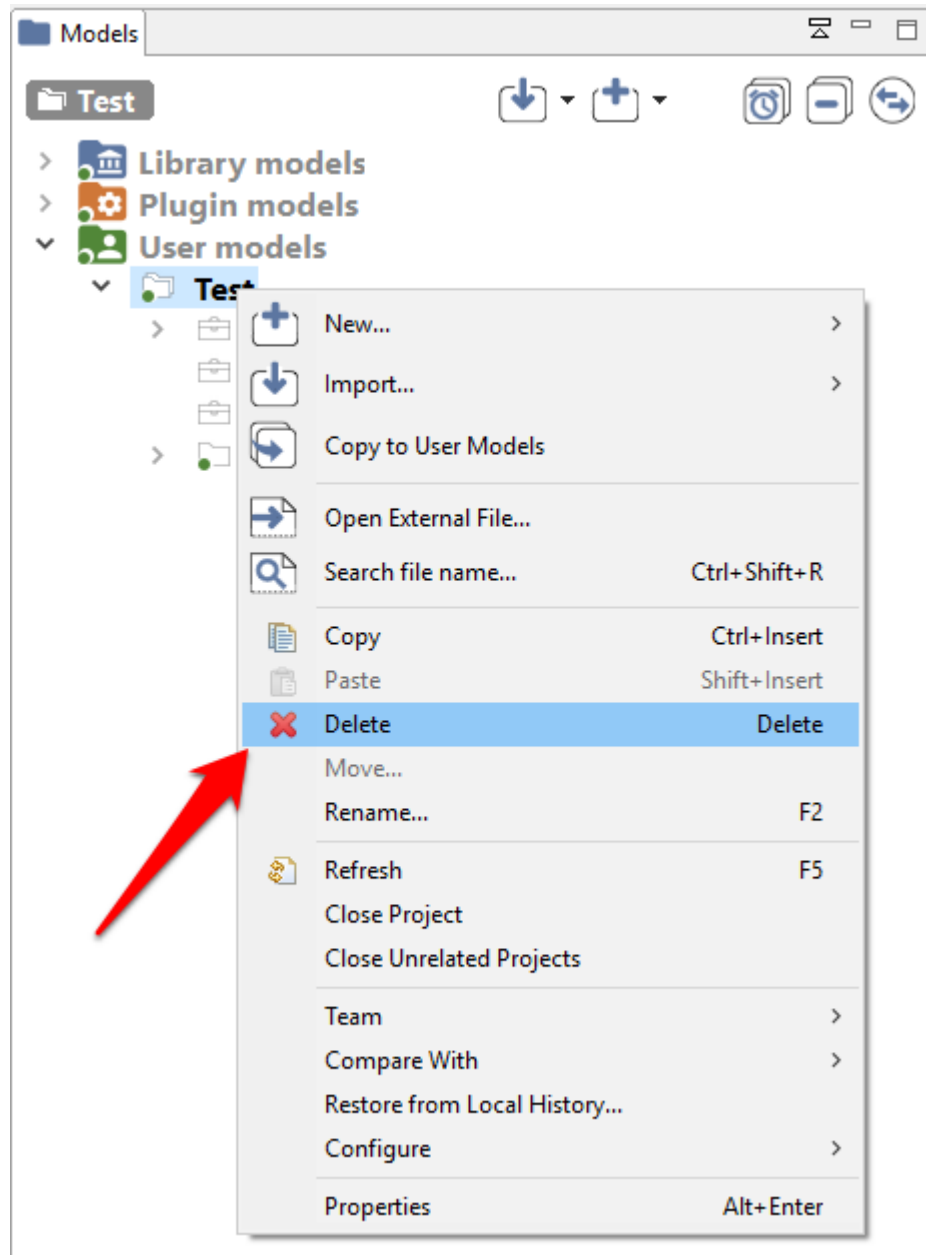 Models
Test
Library models
Plugin models
User models
Test
New...
Import...
Copy to User Models
Open External File...
Search file name... Ctrl+Shift+R
Copy Ctrl+Insert
Paste Shift+Insert
Delete Delete
Move...
Rename... F2
Refresh F5
Close Project
Close Unrelated Projects
Team
Compare With
Restore from Local History...
Configure
Properties Alt+Enter